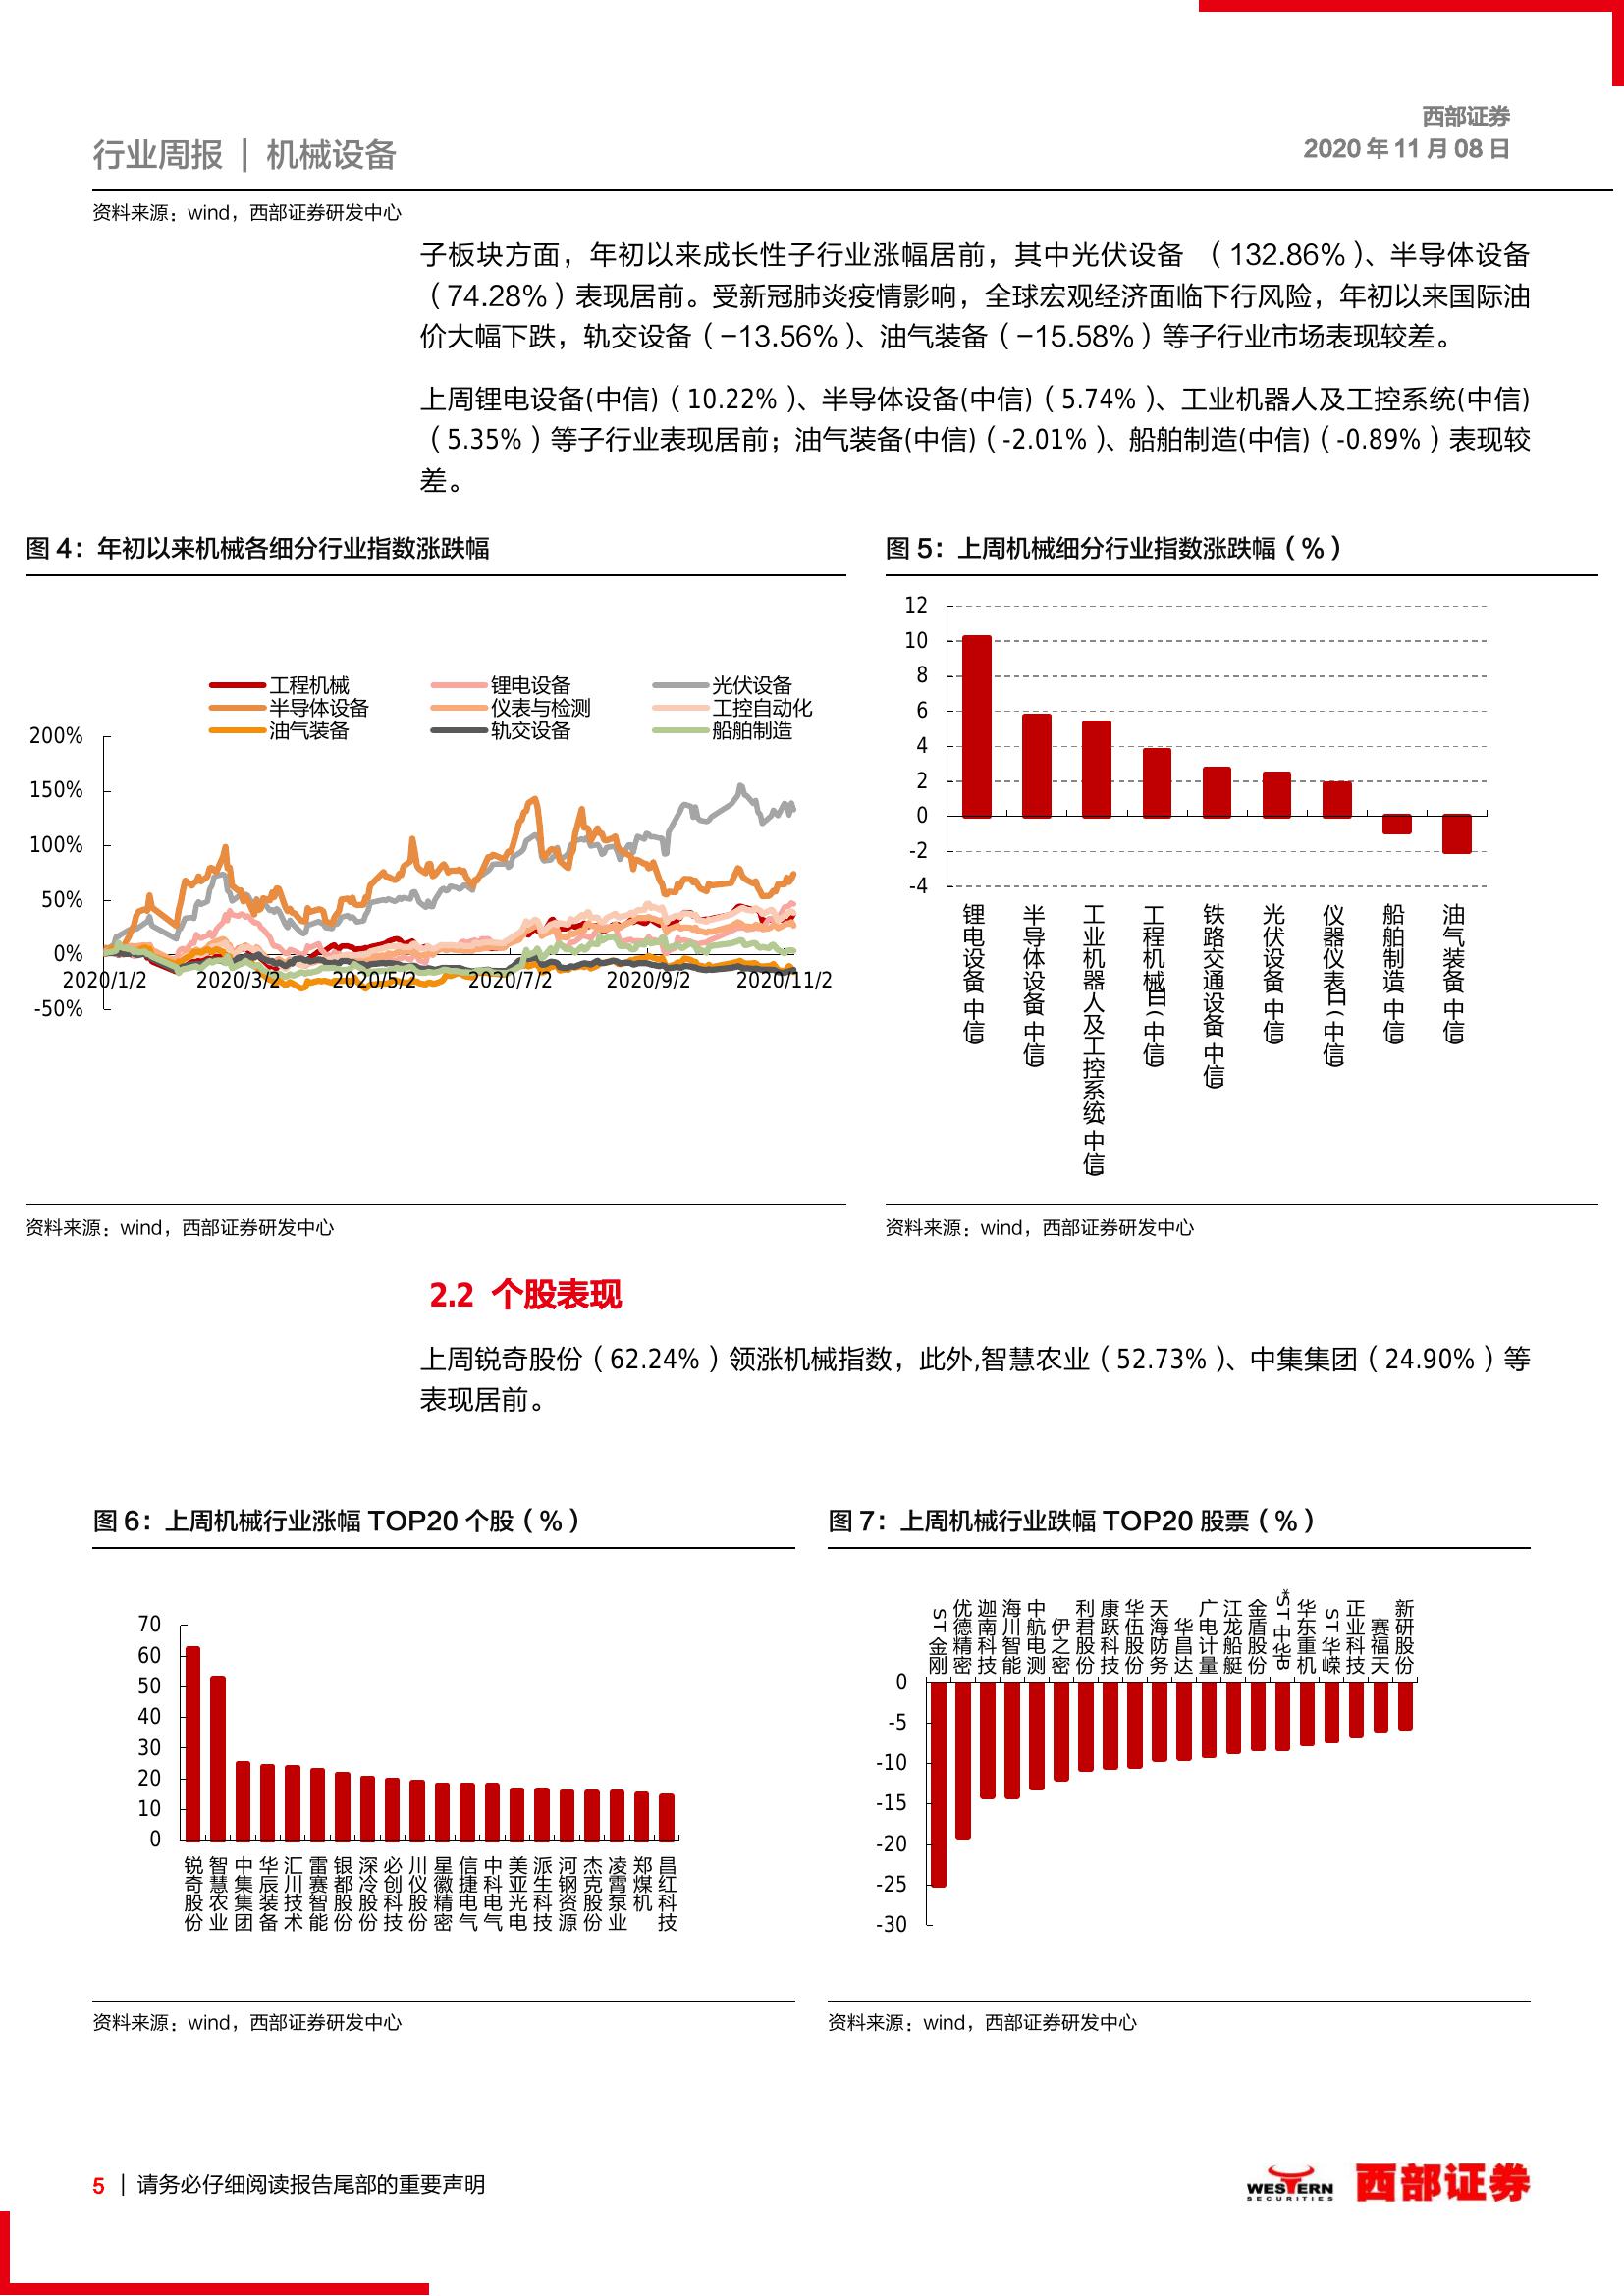 西部证券
行业周报 | 机械设备
2020 年 11 月 08 日
资料来源：wind，西部证券研发中心
子板块方面，年初以来成长性子行业涨幅居前，其中光伏设备 （132.86%）、半导体设备
（74.28%）表现居前。受新冠肺炎疫情影响，全球宏观经济面临下行风险，年初以来国际油
价大幅下跌，轨交设备（-13.56%）、油气装备（-15.58%）等子行业市场表现较差。
上周锂电设备(中信)（10.22%）、半导体设备(中信)（5.74%）、工业机器人及工控系统(中信)
（5.35%）等子行业表现居前；油气装备(中信)（-2.01%）、船舶制造(中信)（-0.89%）表现较
差。
图 4：年初以来机械各细分行业指数涨跌幅
工程机械 锂电设备 光伏设备
半导体设备 仪表与检测 工控自动化
油气装备 轨交设备 船舶制造
200%
150%
100%
50%
0%
-50%
2020/1/2 2020/3/2 2020/5/2 2020/7/2 2020/9/2 2020/11/2
资料来源：wind，西部证券研发中心
图 5：上周机械细分行业指数涨跌幅（%）
12
10
8
6
4
2
0
-2
-4
锂电设备(中信)
半导体设备(中信)
工业机器人及工控系统(中信)
工程机械Ⅲ(中信)
铁路交通设备(中信)
光伏设备(中信)
仪器仪表Ⅲ(中信)
船舶制造(中信)
油气装备(中信)
资料来源：wind，西部证券研发中心
2.2 个股表现
上周锐奇股份（62.24%）领涨机械指数，此外,智慧农业（52.73%）、中集集团（24.90%）等
表现居前。
图 6：上周机械行业涨幅 TOP20 个股（%）
70
60
50
40
30
20
10
0
锐奇股份
智慧农业
中集集团
华辰装备
汇川技术
雷赛智能
银都股份
深冷股份
必创科技
川仪股份
星徽精密
信捷电气
中科电气
美亚光电
派生科技
河钢资源
杰克股份
凌霄泵业
郑煤机
昌红科技
资料来源：wind，西部证券研发中心
图 7：上周机械行业跌幅 TOP20 股票（%）
ST金刚
优德精密
迦南科技
海川智能
中航电测
伊之密
利君股份
康跃科技
华伍股份
天海防务
华昌达
广电计量
江龙船艇
金盾股份
*ST中华B
华东重机
ST华嵘
正业科技
赛福天
新研股份
0
-5
-10
-15
-20
-25
-30
资料来源：wind，西部证券研发中心
5 | 请务必仔细阅读报告尾部的重要声明
WESTERN
SECURITIES
西部证券